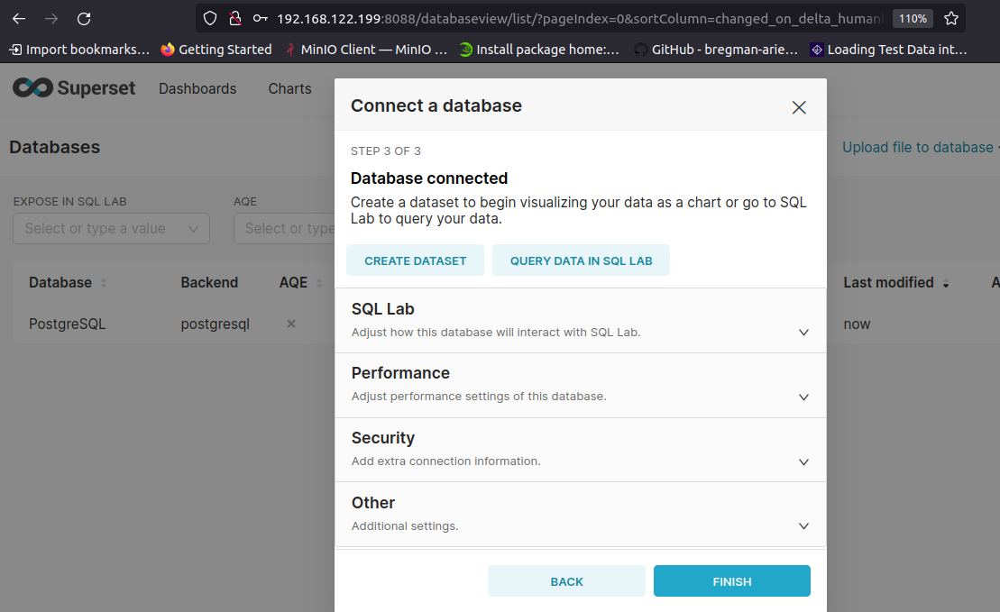 192.168.122.199:8088/databaseview/list/?pageIndex=0&sortColumn=changed_on_delta_human
110%
Import bookmarks...
Getting Started
MinIO Client — MinIO ...
Install package home:...
GitHub - bregman-arie...
Loading Test Data int...
Superset
Dashboards
Charts
Connect a database
Databases
Upload file to database
STEP 3 OF 3
Database connected
Create a dataset to begin visualizing your data as a chart or go to SQL
Lab to query your data.
EXPOSE IN SQL LAB
AQE
Select or type a value
Select or type
CREATE DATASET
QUERY DATA IN SQL LAB
Database
Backend
AQE
Last modified
A
PostgreSQL
postgresql
now
SQL Lab
Adjust how this database will interact with SQL Lab.
Performance
Adjust performance settings of this database.
Security
Add extra connection information.
Other
Additional settings.
BACK
FINISH